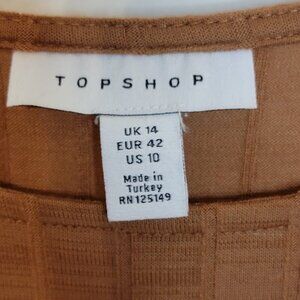 TOPSHOP
UK 14
EUR 42
US 10
Made in
Turkey
RN125149